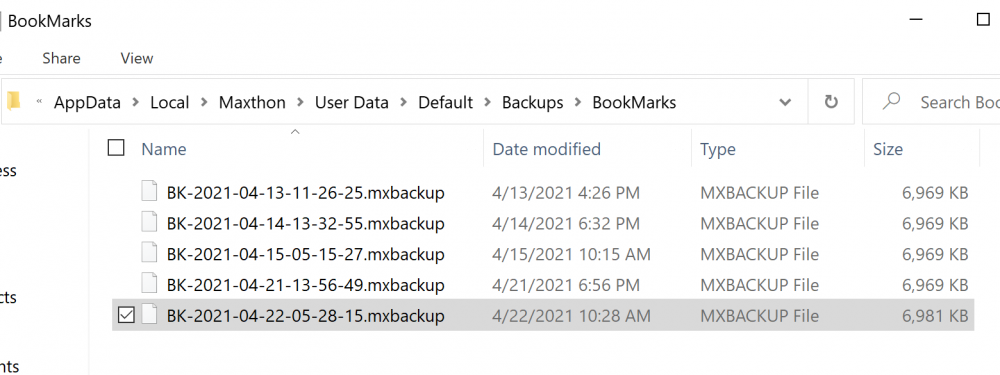 BookMarks
e Share View
« AppData > Local > Maxthon > User Data > Default > Backups > BookMarks Search Boo
Name Date modified Type Size
ess
BK-2021-04-13-11-26-25.mxbackup 4/13/2021 4:26 PM MXBACKUP File 6,969 KB
BK-2021-04-14-13-32-55.mxbackup 4/14/2021 6:32 PM MXBACKUP File 6,969 KB
BK-2021-04-15-05-15-27.mxbackup 4/15/2021 10:15 AM MXBACKUP File 6,969 KB
BK-2021-04-21-13-56-49.mxbackup 4/21/2021 6:56 PM MXBACKUP File 6,969 KB
cts
BK-2021-04-22-05-28-15.mxbackup 4/22/2021 10:28 AM MXBACKUP File 6,981 KB
nts